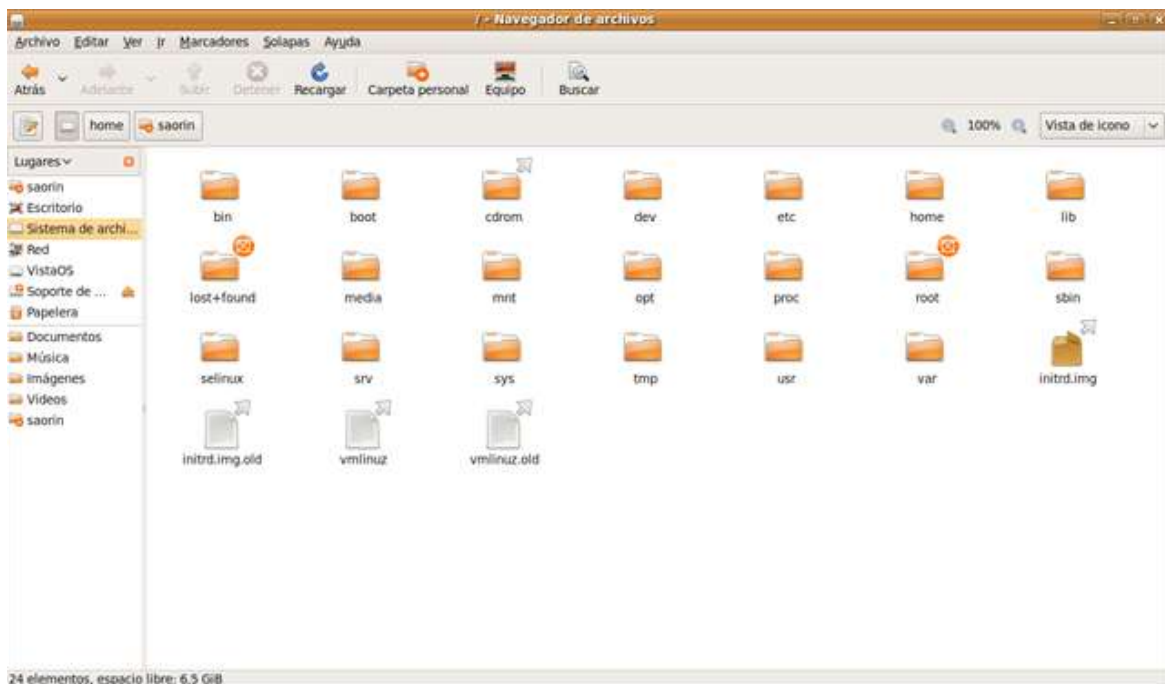 / - Navegador de archivos
Archivo Editar Ver Ir Marcadores Solapas Ayuda
Atrás Adelante Subir Detener Recargar Carpeta personal Equipo Buscar
home saorin 100% Vista de icono
Lugares
saorin
Escritorio
Sistema de archi...
Red
VistaOS
Soporte de ...
Papelera
Documentos
Música
Imágenes
Videos
saorin
bin boot cdrom dev etc home lib
lost+found media mnt opt proc root sbin
selinux srv sys tmp usr var initrd.img
initrd.img.old vmlinuz vmlinuz.old
24 elementos, espacio libre: 6,5 GiB